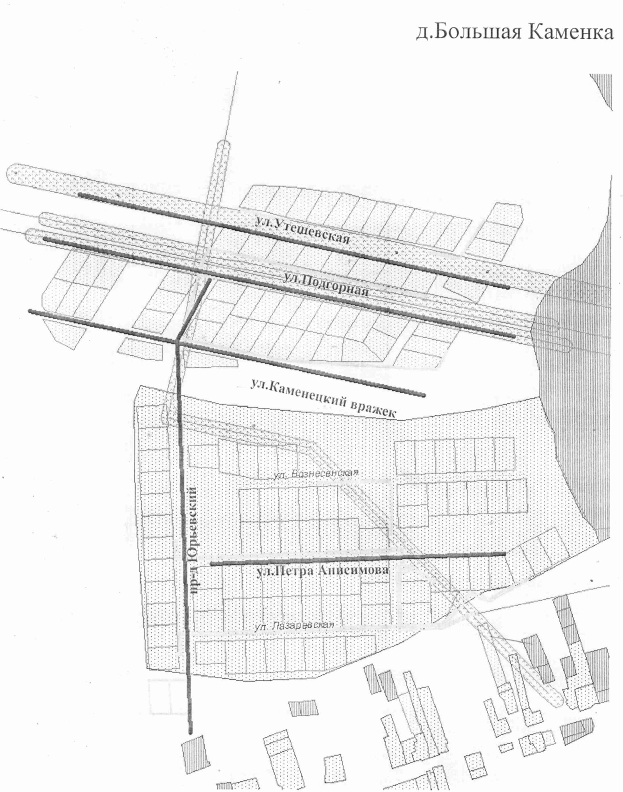 д.Большая Каменка
ул.Утешевская
ул.Подгорная
ул.Каменецкий вражек
ул. Вознесенская
пр-д Юрьевский
ул.Петра Анисимова
ул. Лазаревская